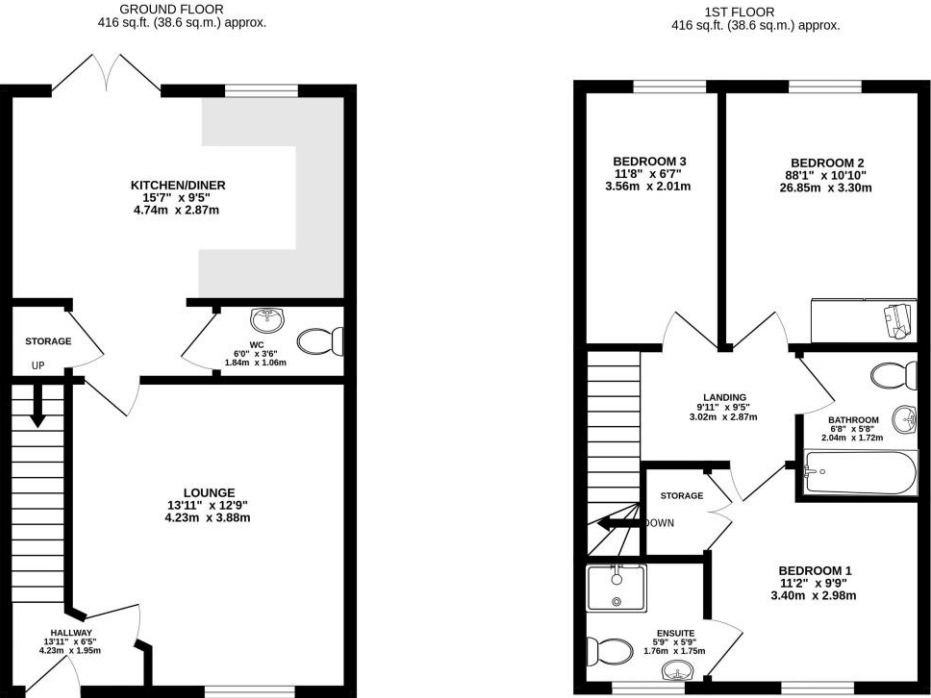 GROUND FLOOR
416 sq.ft. (38.6 sq.m.) approx.
KITCHEN/DINER
15'7" x 9'5"
4.74m x 2.87m
STORAGE
UP
WC
6'0" x 3'6"
1.84m x 1.06m
LOUNGE
13'11" x 12'9"
4.23m x 3.88m
HALLWAY
13'11" x 6'5"
4.23m x 1.95m
1ST FLOOR
416 sq.ft. (38.6 sq.m.) approx.
BEDROOM 3
11'8" x 6'7"
3.56m x 2.01m
BEDROOM 2
88'1" x 10'10"
26.85m x 3.30m
LANDING
9'11" x 9'5"
3.02m x 2.87m
BATHROOM
6'8" x 5'8"
2.04m x 1.72m
STORAGE
DOWN
BEDROOM 1
11'2" x 9'9"
3.40m x 2.98m
ENSUITE
5'9" x 5'9"
1.76m x 1.75m